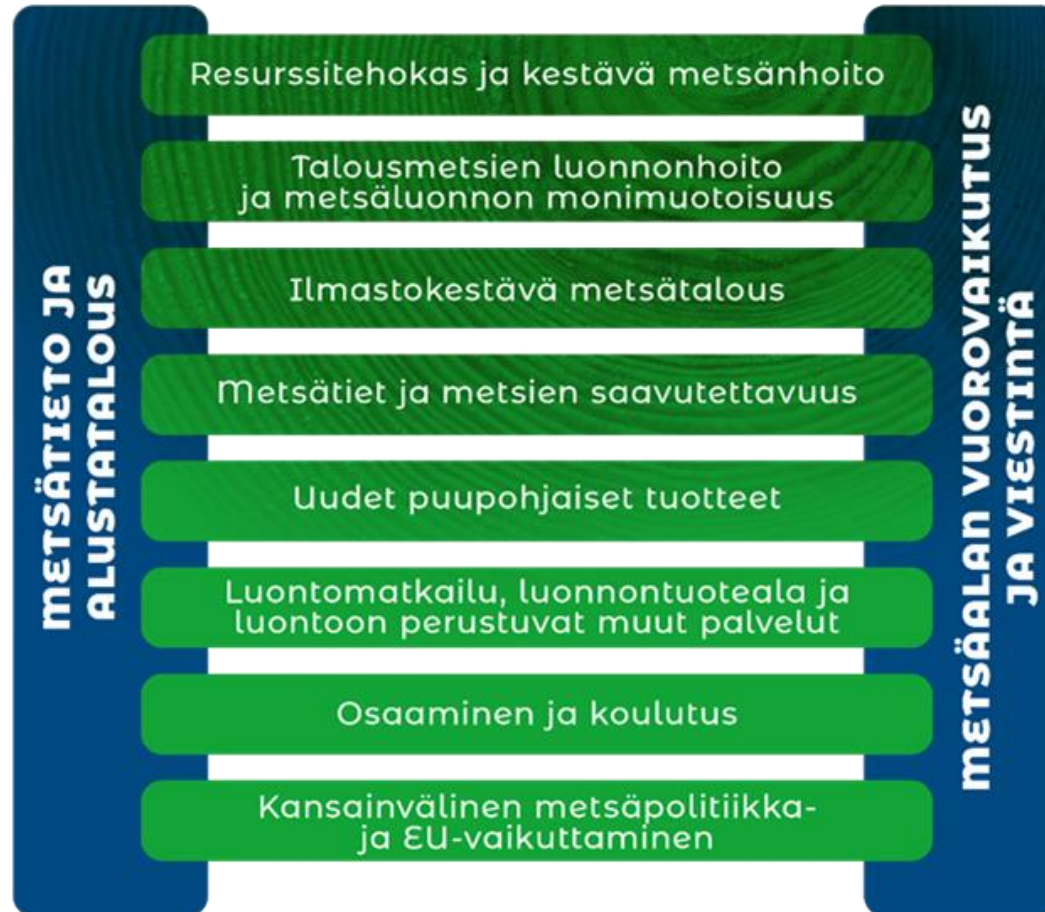 METSÄTIETO JA
ALUSTATALOUS
Resurssitehokas ja kestävä metsänhoito
Talousmetsien luonnonhoito
ja metsäluonnon monimuotoisuus
Ilmastokestävä metsätalous
Metsätiet ja metsien saavutettavuus
Uudet puupohjaiset tuotteet
Luontomatkailu, luonnontuoteala ja
luontoon perustuvat muut palvelut
Osaaminen ja koulutus
Kansainvälinen metsäpolitiikka-
ja EU-vaikuttaminen
METSÄALAN VUOROVAIKUTUS
JA VIESTINTÄ